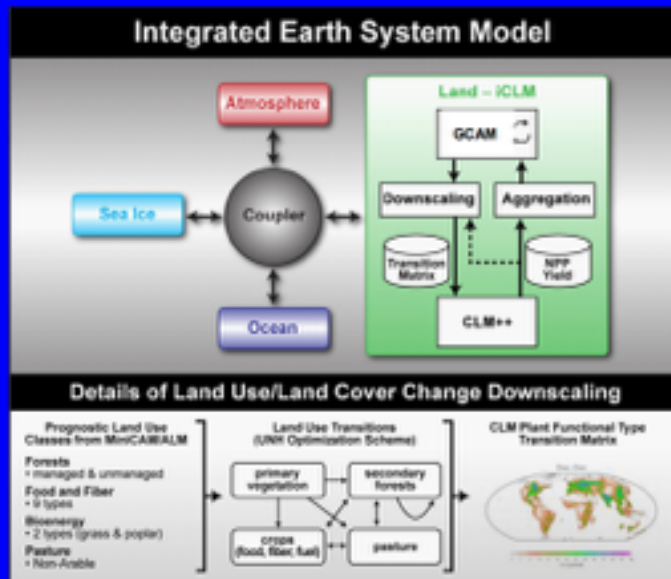 Integrated Earth System Model
Atmosphere
Sea Ice
Coupler
Ocean
Land – iCLM
GCAM
Downscaling
Aggregation
Transition
Matrix
NPP
Yield
CLM++
Details of Land Use/Land Cover Change Downscaling
Prognostic Land Use
Classes from MiniCAM/ALM
Forests
• managed & unmanaged
Food and Fiber
• 9 types
Bioenergy
• 2 types (grass & poplar)
Pasture
• Non-Arable
Land Use Transitions
(UNH Optimization Scheme)
primary
vegetation
secondary
forests
crops
(food, fiber, fuel)
pasture
CLM Plant Functional Type
Transition Matrix